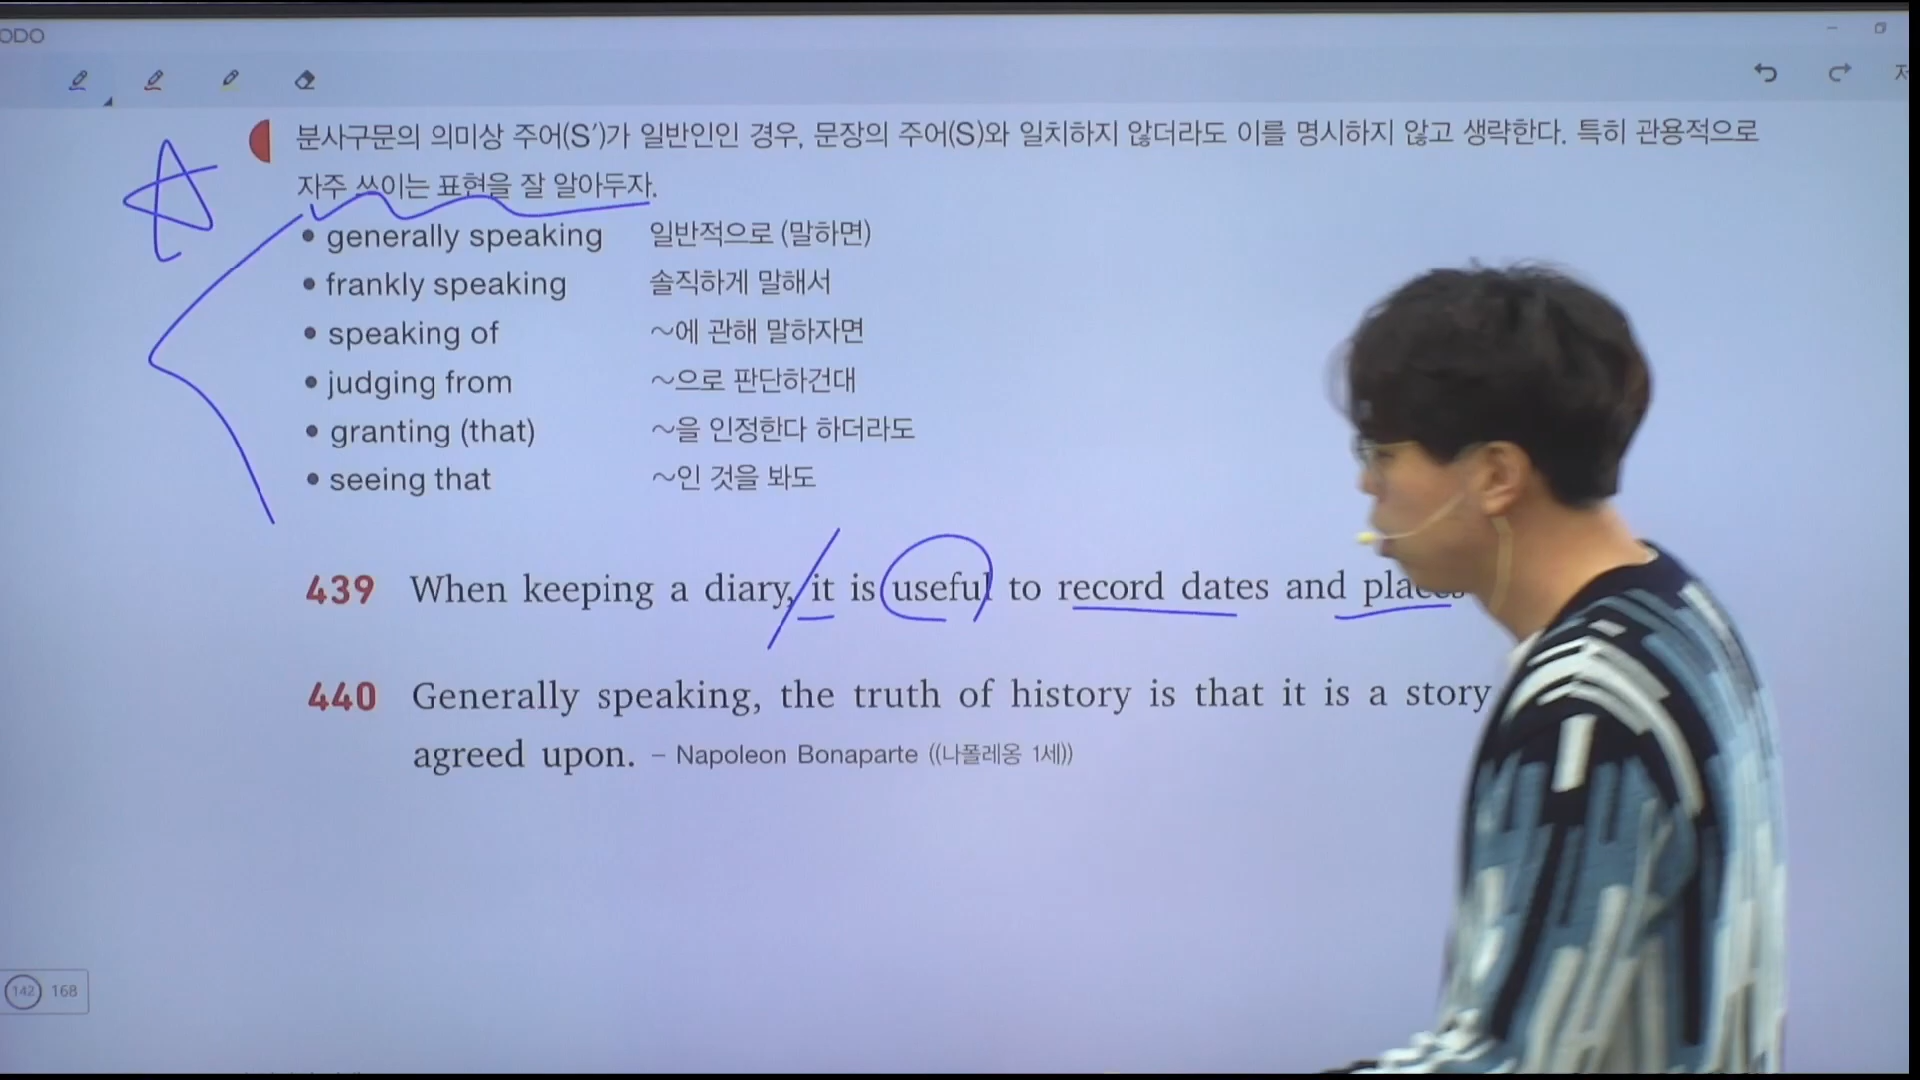 ODO
분사구문의 의미상 주어(S′)가 일반인인 경우, 문장의 주어(S)와 일치하지 않더라도 이를 명시하지 않고 생략한다. 특히 관용적으로
자주 쓰이는 표현을 잘 알아두자.
• generally speaking 일반적으로 (말하면)
• frankly speaking 솔직하게 말해서
• speaking of ~에 관해 말하자면
• judging from ~으로 판단하건대
• granting (that) ~을 인정한다 하더라도
• seeing that ~인 것을 봐도
439 When keeping a diary, it is useful to record dates and places
440 Generally speaking, the truth of history is that it is a story
agreed upon. – Napoleon Bonaparte ((나폴레옹 1세))
142 168